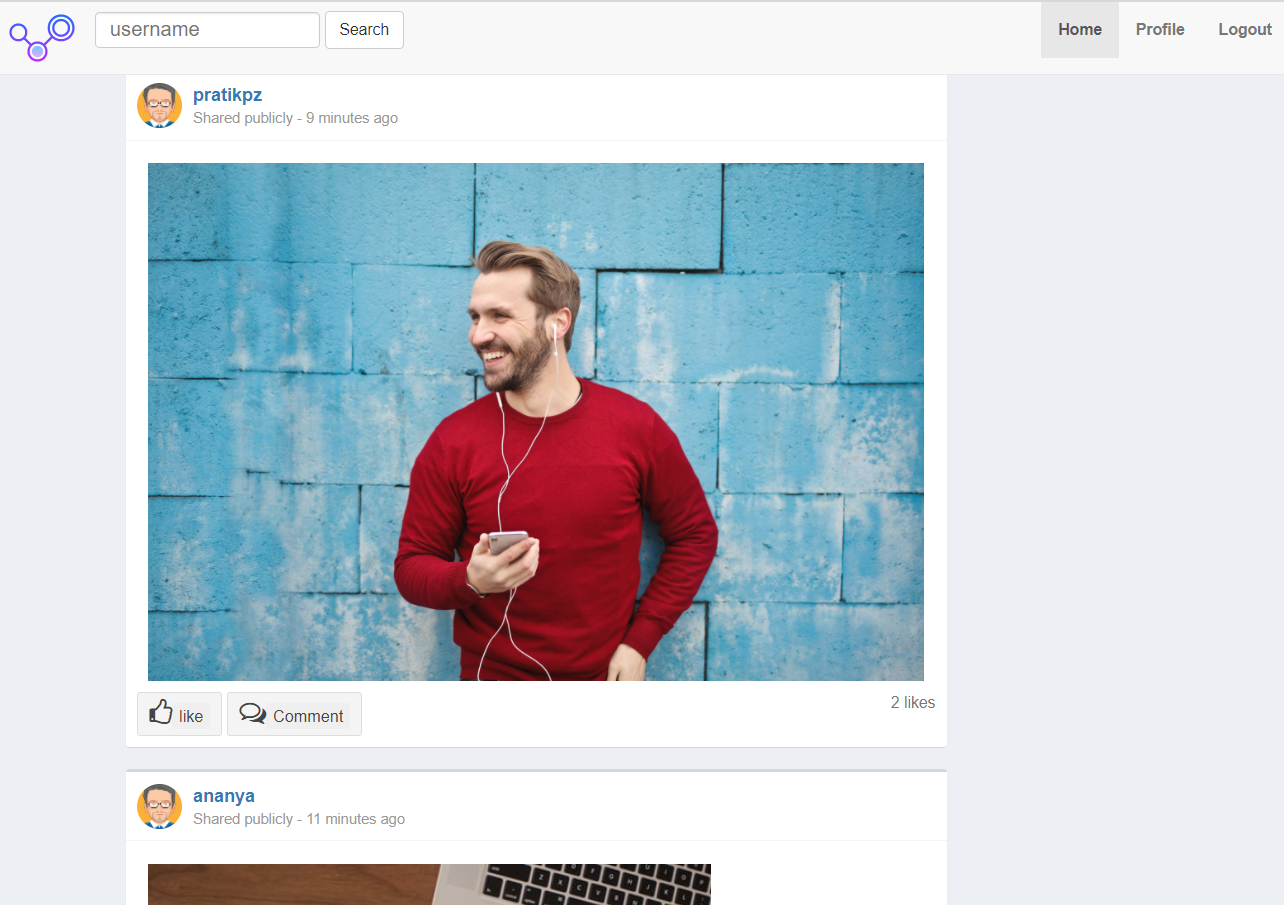 username
Search
Home
Profile
Logout
pratikpz
Shared publicly - 9 minutes ago
like
Comment
2 likes
ananya
Shared publicly - 11 minutes ago